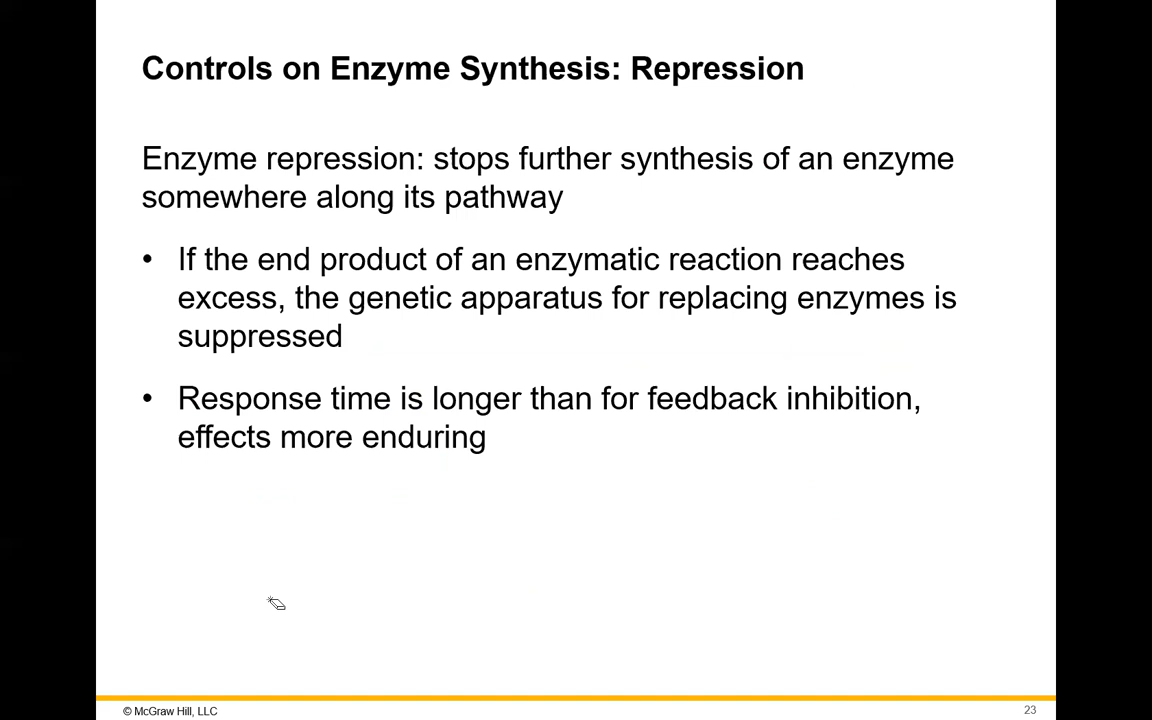 Controls on Enzyme Synthesis: Repression
Enzyme repression: stops further synthesis of an enzyme
somewhere along its pathway
• If the end product of an enzymatic reaction reaches
excess, the genetic apparatus for replacing enzymes is
suppressed
• Response time is longer than for feedback inhibition,
effects more enduring
© McGraw Hill, LLC
23